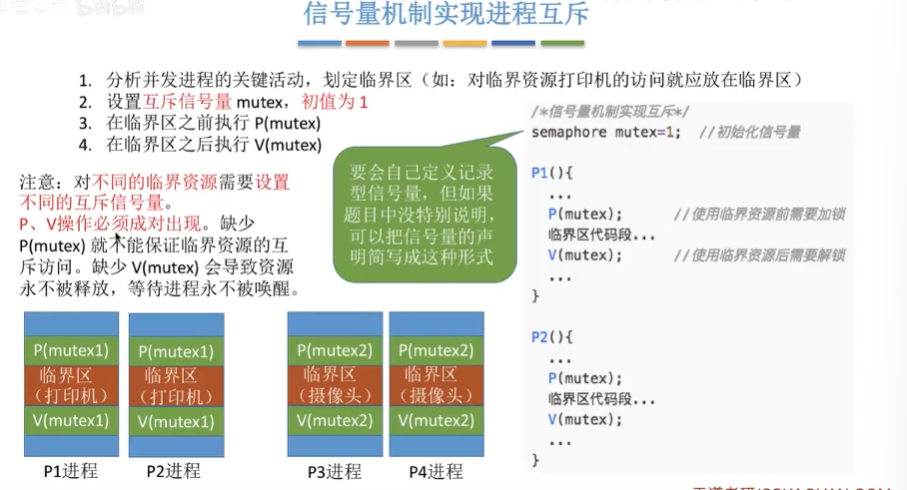 bilibili
信号量机制实现进程互斥
1. 分析并发进程的关键活动，划定临界区（如：对临界资源打印机的访问就应放在临界区）
2. 设置互斥信号量 mutex，初值为 1
3. 在临界区之前执行 P(mutex)
4. 在临界区之后执行 V(mutex)
注意：对不同的临界资源需要设置
不同的互斥信号量。
P、V操作必须成对出现。缺少
P(mutex) 就不能保证临界资源的互
斥访问。缺少 V(mutex) 会导致资源
永不被释放，等待进程永不被唤醒。
要会自己定义记录
型信号量，但如果
题目中没特别说明，
可以把信号量的声
明简写成这种形式
/*信号量机制实现互斥*/
semaphore mutex=1; //初始化信号量
P1(){
...
P(mutex); //使用临界资源前需要加锁
临界区代码段...
V(mutex); //使用临界资源后需要解锁
...
}
P2(){
...
P(mutex);
临界区代码段...
V(mutex);
...
}
P(mutex1)
临界区
（打印机）
V(mutex1)
P1进程
P(mutex1)
临界区
（打印机）
V(mutex1)
P2进程
P(mutex2)
临界区
（摄像头）
V(mutex2)
P3进程
P(mutex2)
临界区
（摄像头）
V(mutex2)
P4进程